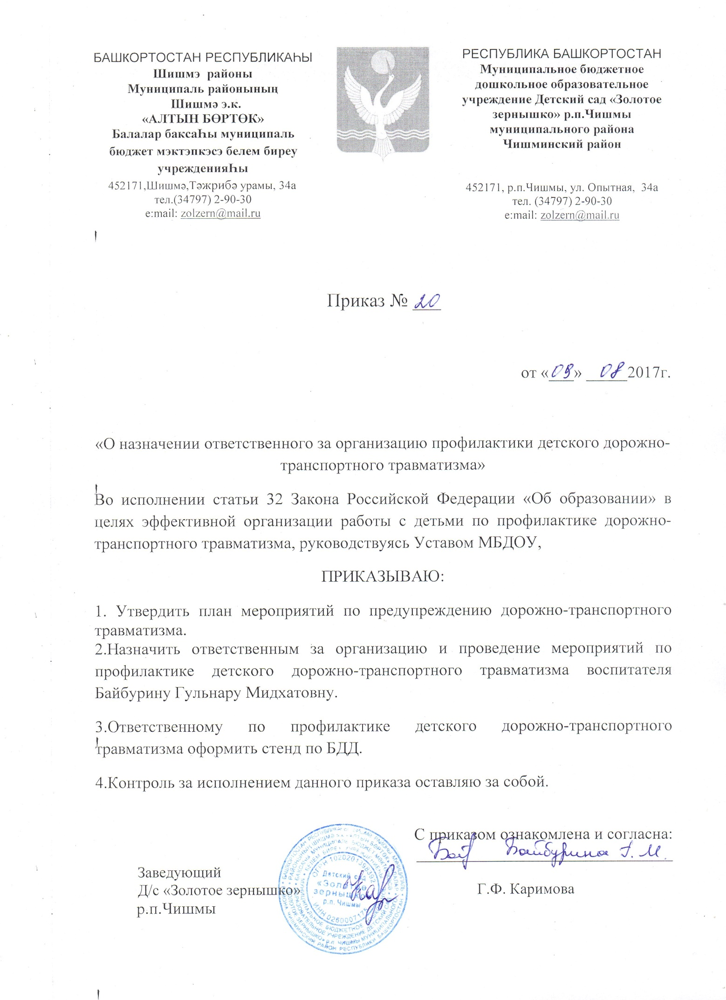 БАШКОРТОСТАН РЕСПУБЛИКАҺЫ
Шишмэ районы
Муниципаль районының
Шишмә э.к.
«АЛТЫН БӨРТӨК»
Балалар баксаҺы муниципаль
бюджет мэктэпкэсэ белем биреу
учрежденияҺы
452171,Шишмә,Тәжрибә урамы, 34а
тел.(34797) 2-90-30
e:mail: zolzern@mail.ru
РЕСПУБЛИКА БАШКОРТОСТАН
Муниципальное бюджетное
дошкольное образовательное
учреждение Детский сад «Золотое
зернышко» р.п.Чишмы
муниципального района
Чишминский район
452171, р.п.Чишмы, ул. Опытная, 34а
тел. (34797) 2-90-30
e:mail: zolzern@mail.ru
Приказ № 20
от «09» 08 2017г.
«О назначении ответственного за организацию профилактики детского дорожно-
транспортного травматизма»
Во исполнении статьи 32 Закона Российской Федерации «Об образовании» в
целях эффективной организации работы с детьми по профилактике дорожно-
транспортного травматизма, руководствуясь Уставом МБДОУ,
ПРИКАЗЫВАЮ:
1. Утвердить план мероприятий по предупреждению дорожно-транспортного
травматизма.
2.Назначить ответственным за организацию и проведение мероприятий по
профилактике детского дорожно-транспортного травматизма воспитателя
Байбурину Гульнару Мидхатовну.
3.Ответственному по профилактике детского дорожно-транспортного
травматизма оформить стенд по БДД.
4.Контроль за исполнением данного приказа оставляю за собой.
С приказом ознакомлена и согласна:
Байбурина Г.М.
Заведующий
Д/с «Золотое зернышко»
р.п.Чишмы
Г.Ф. Каримова
ОГРН 1020201398392
Детский сад
«Золотое
зернышко»
р.п. Чишмы